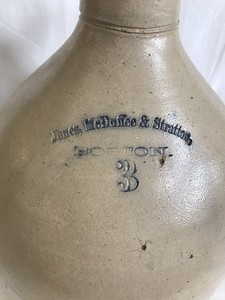 Jones, McDuffee & Stratton,
BOSTON.
3